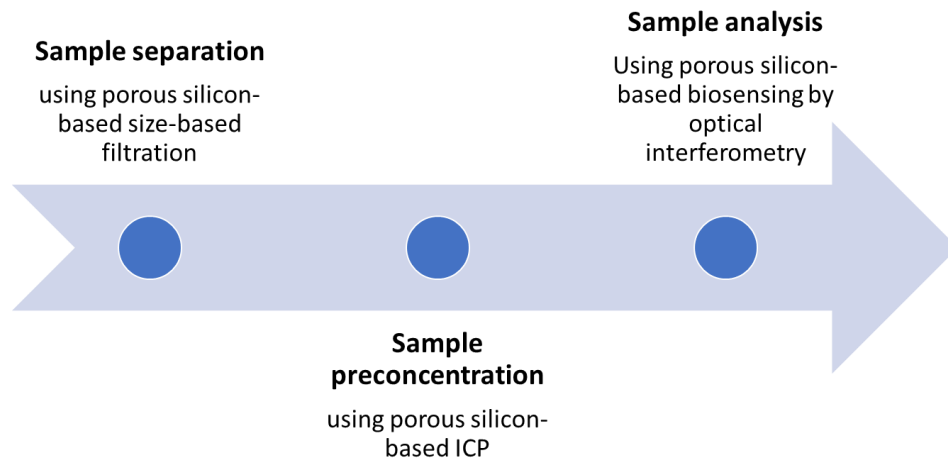 Sample separation
using porous silicon-
based size-based
filtration
Sample
preconcentration
using porous silicon-
based ICP
Sample analysis
Using porous silicon-
based biosensing by
optical
interferometry